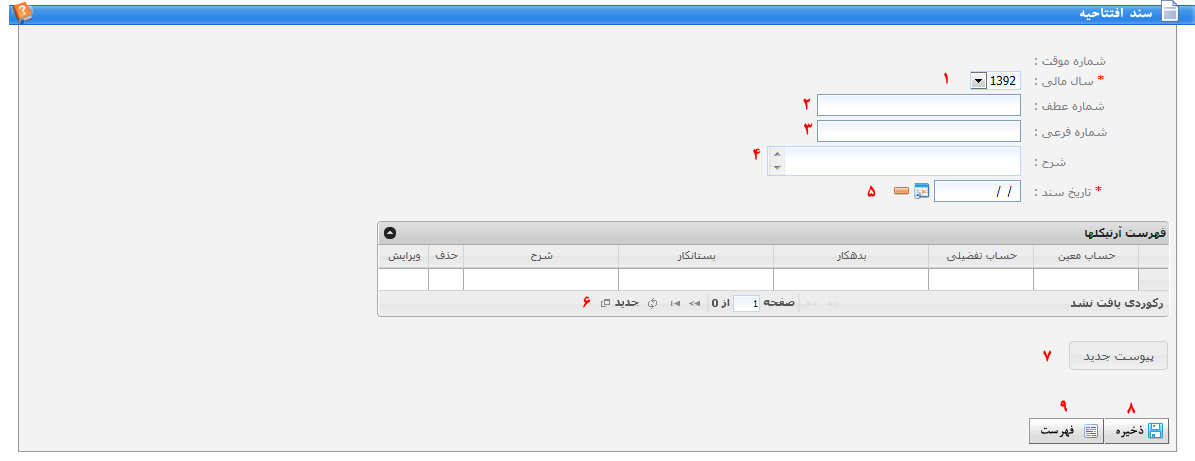 سند افتتاحیه
شماره موقت :
* سال مالی : 1392 ۱
شماره عطف : ۲
شماره فرعی : ۳
شرح : ۴
* تاریخ سند : / / ۵
فهرست آرتیکلها
حساب معین حساب تفضیلی بدهکار بستانکار شرح حذف ویرایش
رکوردی یافت نشد صفحه 1 از 0 جدید ۶
پیوست جدید ۷
۸ ۹
ذخیره فهرست